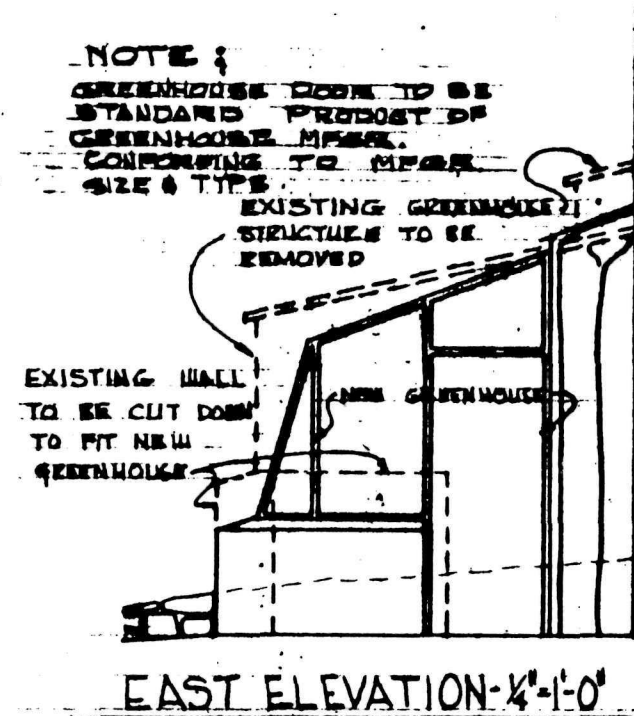 NOTE :
GREENHOUSE DOOR TO BE
STANDARD PRODUCT OF
GREENHOUSE MFGR.
CONFORMING TO MFGR.
SIZE & TYPE.
EXISTING GREENHOUSE
STRUCTURE TO BE
REMOVED
EXISTING WALL
TO BE CUT DOWN
TO FIT NEW
GREENHOUSE
NEW GREENHOUSE
EAST ELEVATION-¼"=1'-0"